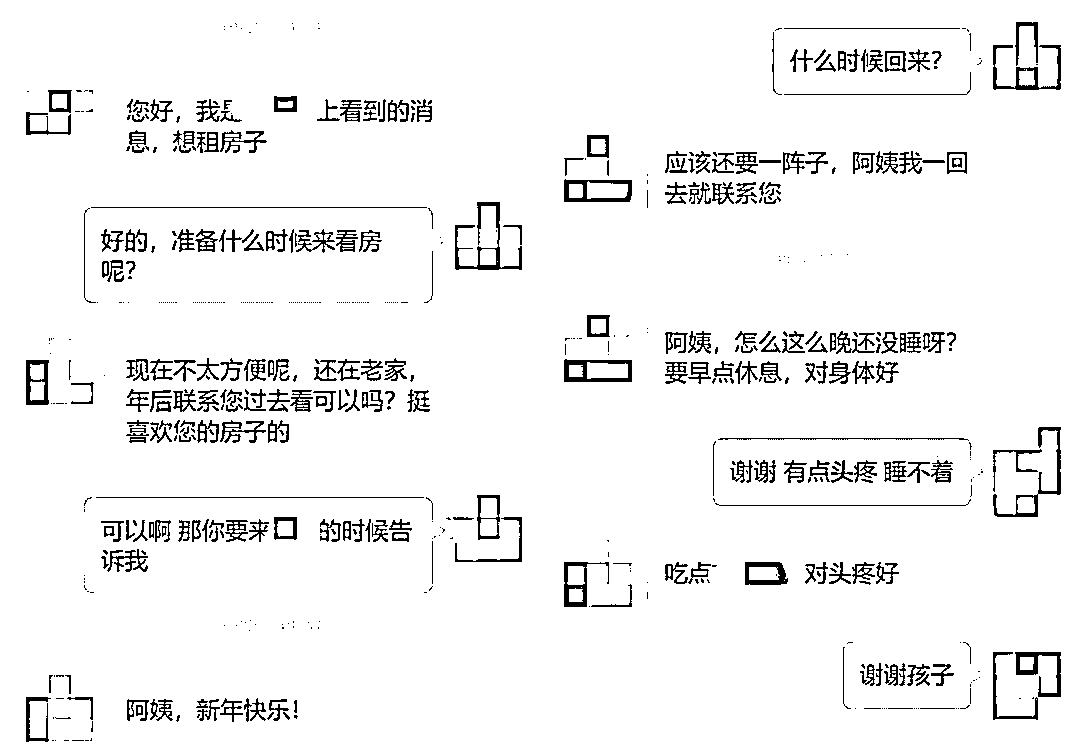 您好，我是 上看到的消
息，想租房子
好的，准备什么时候来看房
呢？
现在不太方便呢，还在老家，
年后联系您过去看可以吗？挺
喜欢您的房子的
可以啊 那你要来 的时候告
诉我
阿姨，新年快乐！
什么时候回来？
应该还要一阵子，阿姨我一回
去就联系您
阿姨，怎么这么晚还没睡呀？
要早点休息，对身体好
谢谢 有点头疼 睡不着
吃点 对头疼好
谢谢孩子